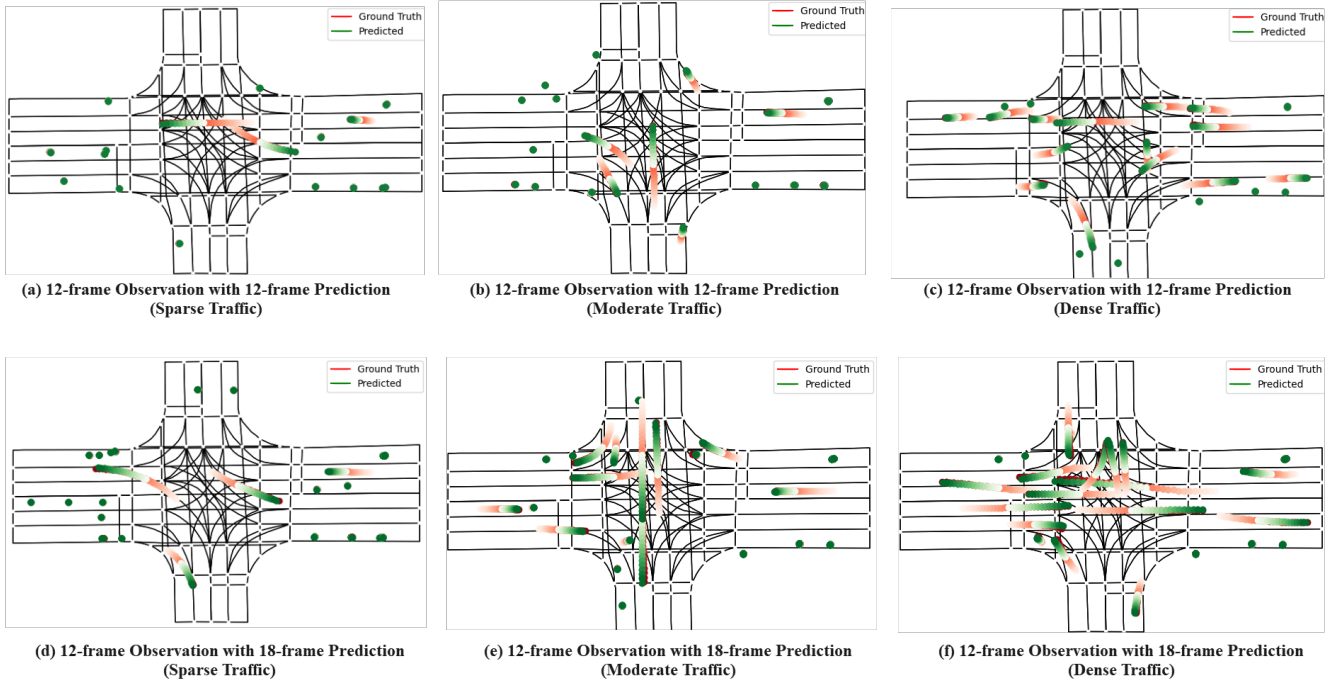 Ground Truth
Predicted
Ground Truth
Predicted
Ground Truth
Predicted
(a) 12-frame Observation with 12-frame Prediction
(Sparse Traffic)
(b) 12-frame Observation with 12-frame Prediction
(Moderate Traffic)
(c) 12-frame Observation with 12-frame Prediction
(Dense Traffic)
Ground Truth
Predicted
Ground Truth
Predicted
Ground Truth
Predicted
(d) 12-frame Observation with 18-frame Prediction
(Sparse Traffic)
(e) 12-frame Observation with 18-frame Prediction
(Moderate Traffic)
(f) 12-frame Observation with 18-frame Prediction
(Dense Traffic)